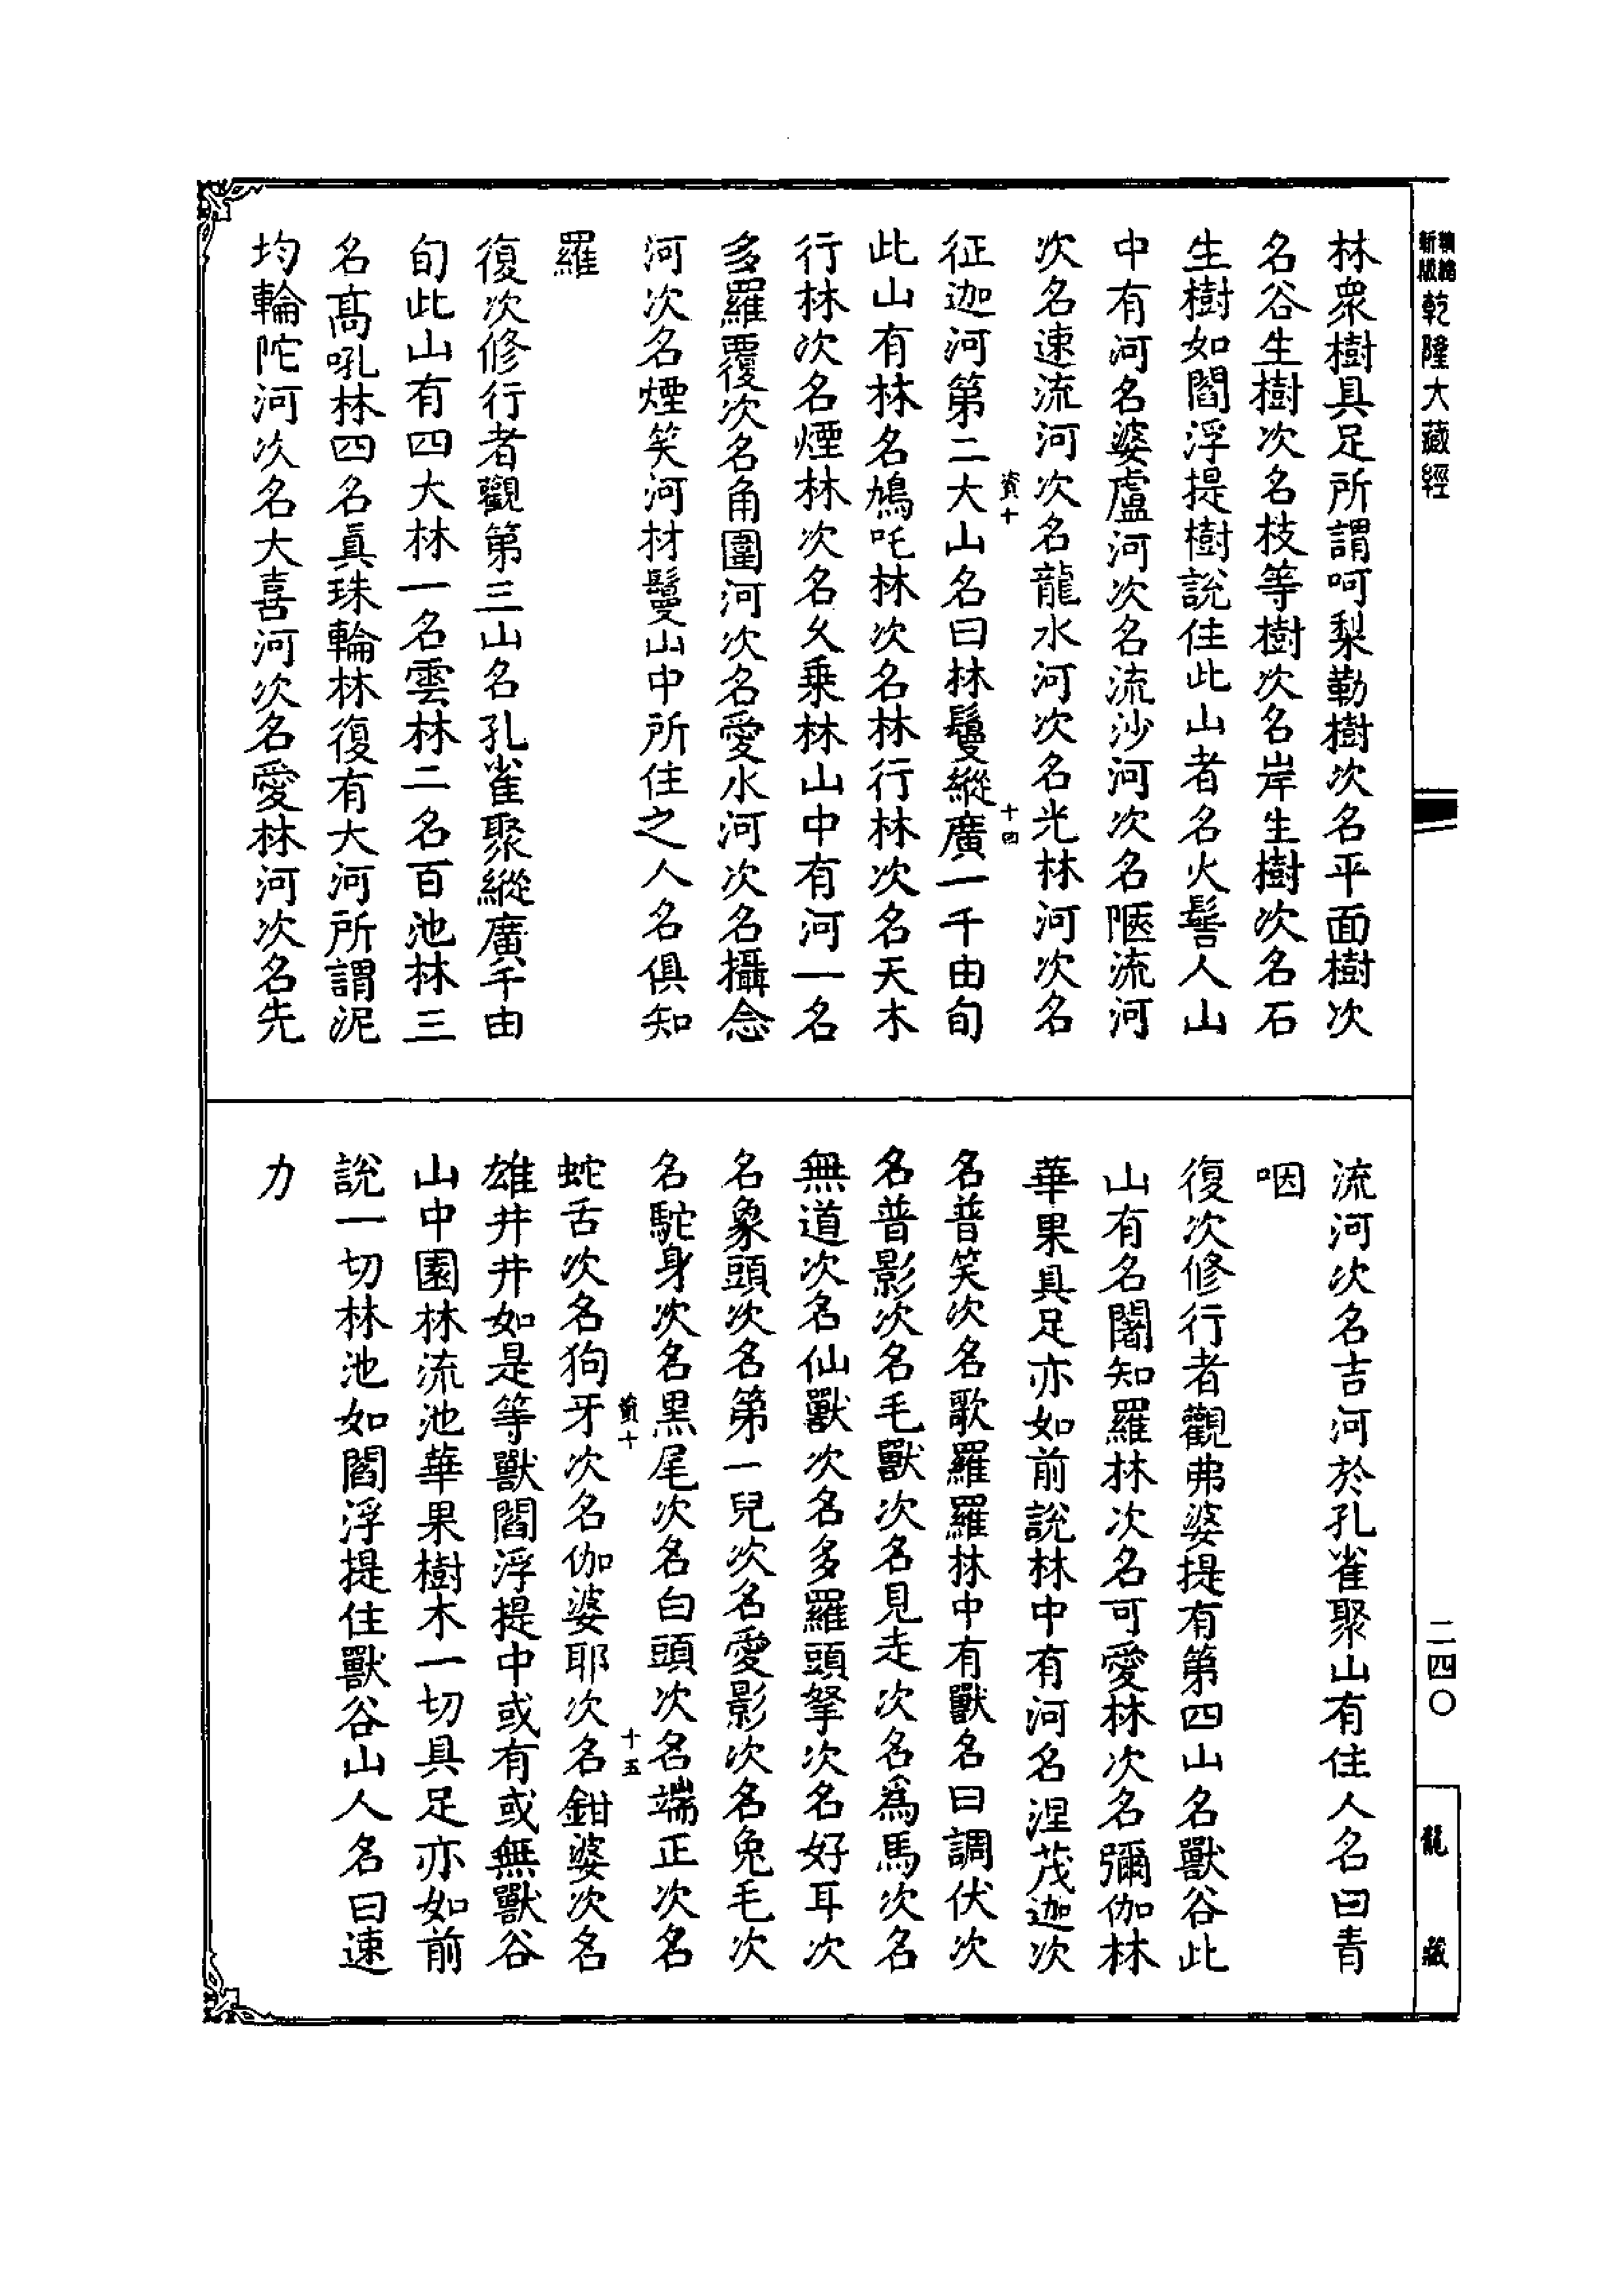 新版精縮乾隆大藏經
林衆樹具足所謂呵梨勒樹次名平面樹次
名谷生樹次名枝等樹次名岸生樹次名石
生樹如閻浮提樹說住此山者名火髻人山
中有河名婆盧河次名流沙河次名陿流河
次名速流河次名龍水河次名光林河次名
資十
十四
征迦河第二大山名曰林鬘縱廣一千由旬
此山有林名鳩吒林次名林行林次名天木
行林次名煙林次名乆乗林山中有河一名
多羅覆次名角圍河次名愛水河次名攝念
河次名煙笑河材鬘山中所住之人名俱知
羅
復次修行者觀第三山名孔雀聚縱廣千由
旬此山有四大林一名雲林二名百池林三
名髙吼林四名真珠輪林復有大河所謂泥
均輪陀河次名大喜河次名愛林河次名先
流河次名吉河於孔雀聚山有住人名曰青
咽
復次修行者觀弗婆提有第四山名獸谷此
山有名闍知羅林次名可愛林次名彌伽林
華果具足亦如前說林中有河名涅茂迦次
名普笑次名歌羅羅林中有獸名曰調伏次
名普影次名毛獸次名見走次名爲馬次名
無道次名仙獸次名多羅頭拏次名好耳次
名象頭次名第一兒次名愛影次名兔毛次
名駝身次名黒尾次名白頭次名端正次名
資十
十五
蛇舌次名狗牙次名伽婆耶次名鉗婆次名
雄井井如是等獸閻浮提中或有或無獸谷
山中園林流池華果樹木一切具足亦如前
說一切林池如閻浮提住獸谷山人名曰速
力
二四〇
龍藏